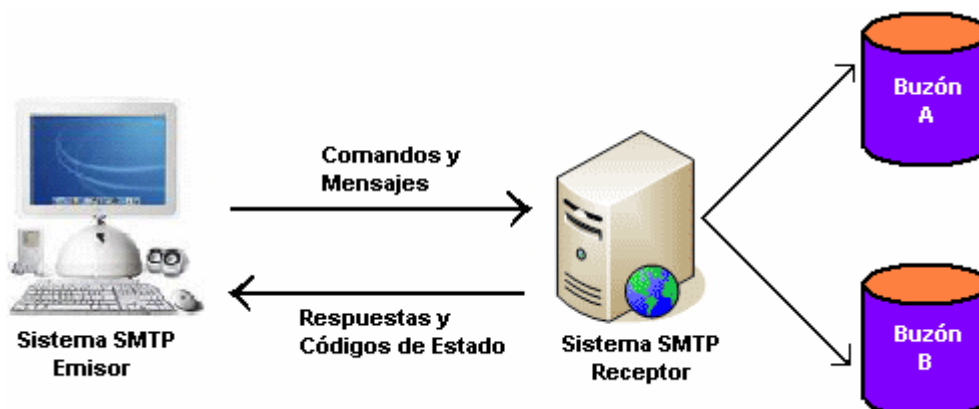 Comandos y
Mensajes
Respuestas y
Códigos de Estado
Sistema SMTP
Emisor
Sistema SMTP
Receptor
Buzón
A
Buzón
B